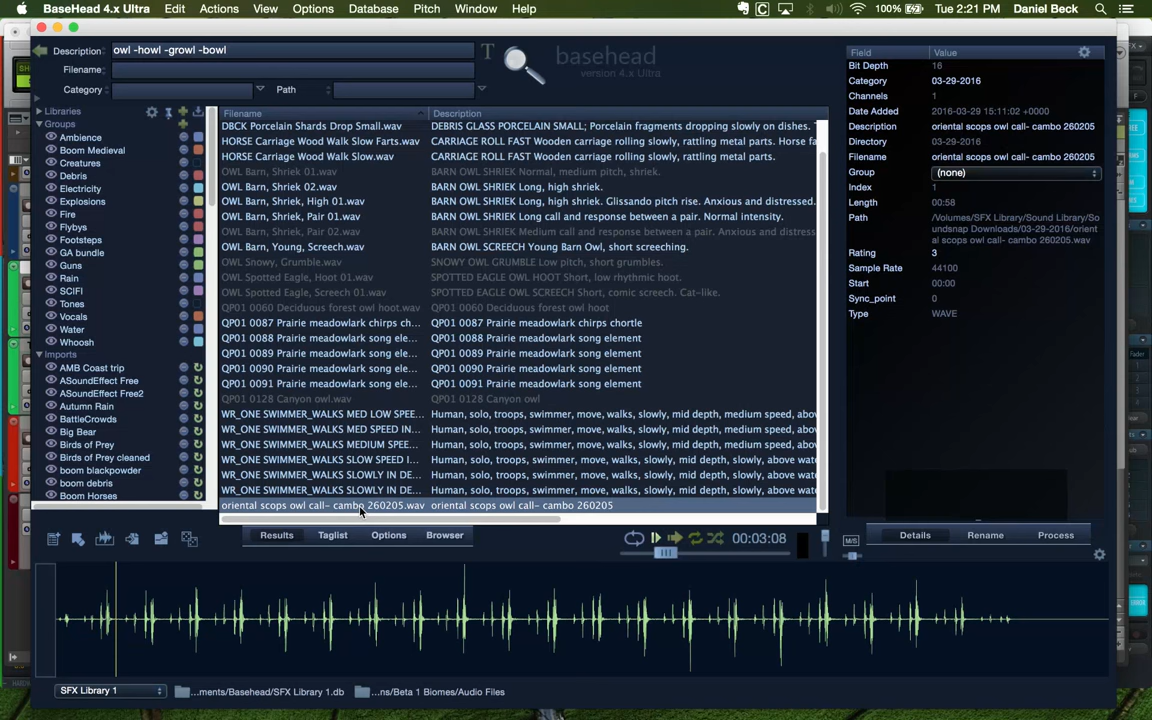 BaseHead 4.x Ultra Edit Actions View Options Database Pitch Window Help 100% Tue 2:21 PM Daniel Beck
Description: owl -howl -growl -bowl
Filename:
Category: Path
T
basehead
version 4.x Ultra
Libraries
Groups
Ambience
Boom Medieval
Creatures
Debris
Electricity
Explosions
Fire
Flybys
Footsteps
GA bundle
Guns
Rain
SCIFI
Tones
Vocals
Water
Whoosh
Imports
AMB Coast trip
ASoundEffect Free
ASoundEffect Free2
Autumn Rain
BattleCrowds
Big Bear
Birds of Prey
Birds of Prey cleaned
boom blackpowder
boom debris
Boom Horses
Filename Description
DBCK Porcelain Shards Drop Small.wav DEBRIS GLASS PORCELAIN SMALL; Porcelain fragments dropping slowly on dishes.
HORSE Carriage Wood Walk Slow Farts.wav CARRIAGE ROLL FAST Wooden carriage rolling slowly, rattling metal parts. Horse fa
HORSE Carriage Wood Walk Slow.wav CARRIAGE ROLL FAST Wooden carriage rolling slowly, rattling metal parts.
OWL Barn, Shriek 01.wav BARN OWL SHRIEK Normal, medium pitch, shriek.
OWL Barn, Shriek 02.wav BARN OWL SHRIEK Long, high shriek.
OWL Barn, Shriek, High 01.wav BARN OWL SHRIEK Long, high shriek. Glissando pitch rise. Anxious and distressed.
OWL Barn, Shriek, Pair 01.wav BARN OWL SHRIEK Long call and response between a pair. Normal intensity.
OWL Barn, Shriek, Pair 02.wav BARN OWL SHRIEK Medium call and response between a pair. Anxious and distress
OWL Barn, Young, Screech.wav BARN OWL SCREECH Young Barn Owl, short screeching.
OWL Snowy, Grumble.wav SNOWY OWL GRUMBLE Low pitch, short grumbles.
OWL Spotted Eagle, Hoot 01.wav SPOTTED EAGLE OWL HOOT Short, low rhythmic hoot.
OWL Spotted Eagle, Screech 01.wav SPOTTED EAGLE OWL SCREECH Short, comic screech. Cat-like.
QP01 0060 Deciduous forest owl hoot.wav QP01 0060 Deciduous forest owl hoot
QP01 0087 Prairie meadowlark chirps ch... QP01 0087 Prairie meadowlark chirps chortle
QP01 0088 Prairie meadowlark song ele... QP01 0088 Prairie meadowlark song element
QP01 0089 Prairie meadowlark song ele... QP01 0089 Prairie meadowlark song element
QP01 0090 Prairie meadowlark song ele... QP01 0090 Prairie meadowlark song element
QP01 0091 Prairie meadowlark song ele... QP01 0091 Prairie meadowlark song element
QP01 0128 Canyon owl.wav QP01 0128 Canyon owl
WR_ONE SWIMMER_WALKS MED LOW SPEE... Human, solo, troops, swimmer, move, walks, slowly, mid depth, medium speed, abov
WR_ONE SWIMMER_WALKS MED SPEED IN... Human, solo, troops, swimmer, move, walks, slowly, mid depth, medium speed, abov
WR_ONE SWIMMER_WALKS MEDIUM SPEE... Human, solo, troops, swimmer, move, walks, slowly, mid depth, medium speed, abov
WR_ONE SWIMMER_WALKS SLOW SPEED I... Human, solo, troops, swimmer, move, walks, slowly, mid depth, slowly, above wate
WR_ONE SWIMMER_WALKS SLOWLY IN DE... Human, solo, troops, swimmer, move, walks, slowly, mid depth, slowly, above wate
WR_ONE SWIMMER_WALKS SLOWLY IN DE... Human, solo, troops, swimmer, move, walks, slowly, mid depth, slowly, above wate
oriental scops owl call- cambo 260205.wav oriental scops owl call- cambo 260205
Results Taglist Options Browser
00:03:08
M/S
Field Value
Bit Depth 16
Category 03-29-2016
Channels 1
Date Added 2016-03-29 15:11:02 +0000
Description oriental scops owl call- cambo 260205
Directory 03-29-2016
Filename oriental scops owl call- cambo 260205
Group (none)
Index 1
Length 00:58
Path /Volumes/SFX Library/Sound Library/So
undsnap Downloads/03-29-2016/orient
al scops owl call- cambo 260205.wav
Rating 3
Sample Rate 44100
Start 00:00
Sync_point 0
Type WAVE
Details Rename Process
SFX Library 1 ...ments/Basehead/SFX Library 1.db ...ns/Beta 1 Biomes/Audio Files